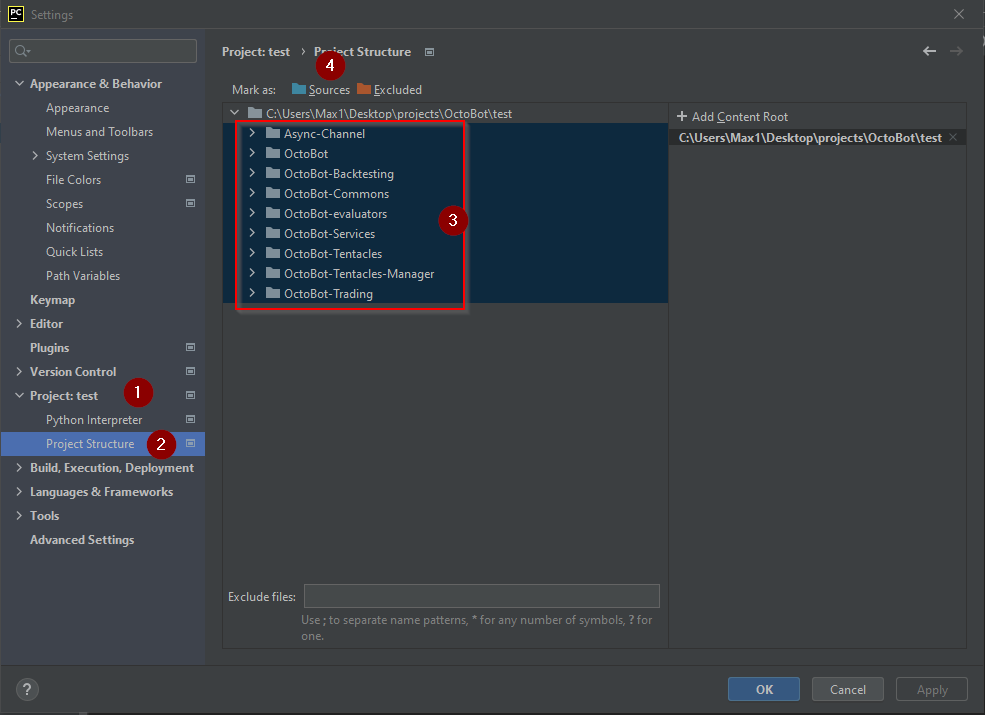 PC Settings
Project: test › Project Structure
4
Mark as: Sources Excluded
Appearance & Behavior
Appearance
Menus and Toolbars
System Settings
File Colors
Scopes
Notifications
Quick Lists
Path Variables
Keymap
Editor
Plugins
Version Control
Project: test
1
Python Interpreter
Project Structure
2
Build, Execution, Deployment
Languages & Frameworks
Tools
Advanced Settings
C:\Users\Max1\Desktop\projects\OctoBot\test
Async-Channel
OctoBot
OctoBot-Backtesting
OctoBot-Commons
OctoBot-evaluators
3
OctoBot-Services
OctoBot-Tentacles
OctoBot-Tentacles-Manager
OctoBot-Trading
+ Add Content Root
C:\Users\Max1\Desktop\projects\OctoBot\test ×
Exclude files:
Use ; to separate name patterns, * for any number of symbols, ? for
one.
?
OK Cancel Apply